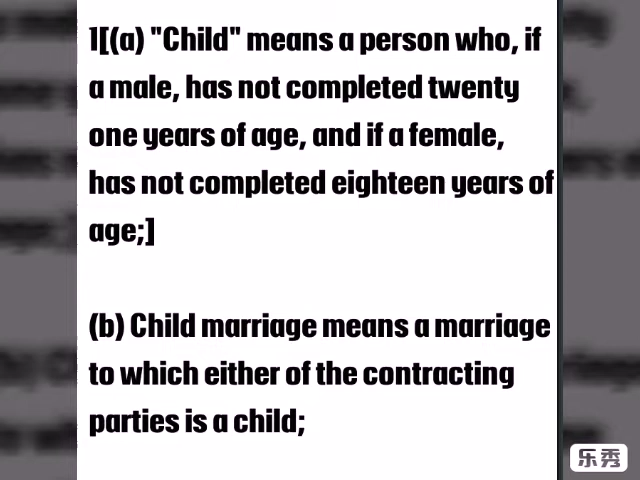 1[(a) "Child" means a person who, if
a male, has not completed twenty
one years of age, and if a female,
has not completed eighteen years of
age;]
(b) Child marriage means a marriage
to which either of the contracting
parties is a child;
乐秀